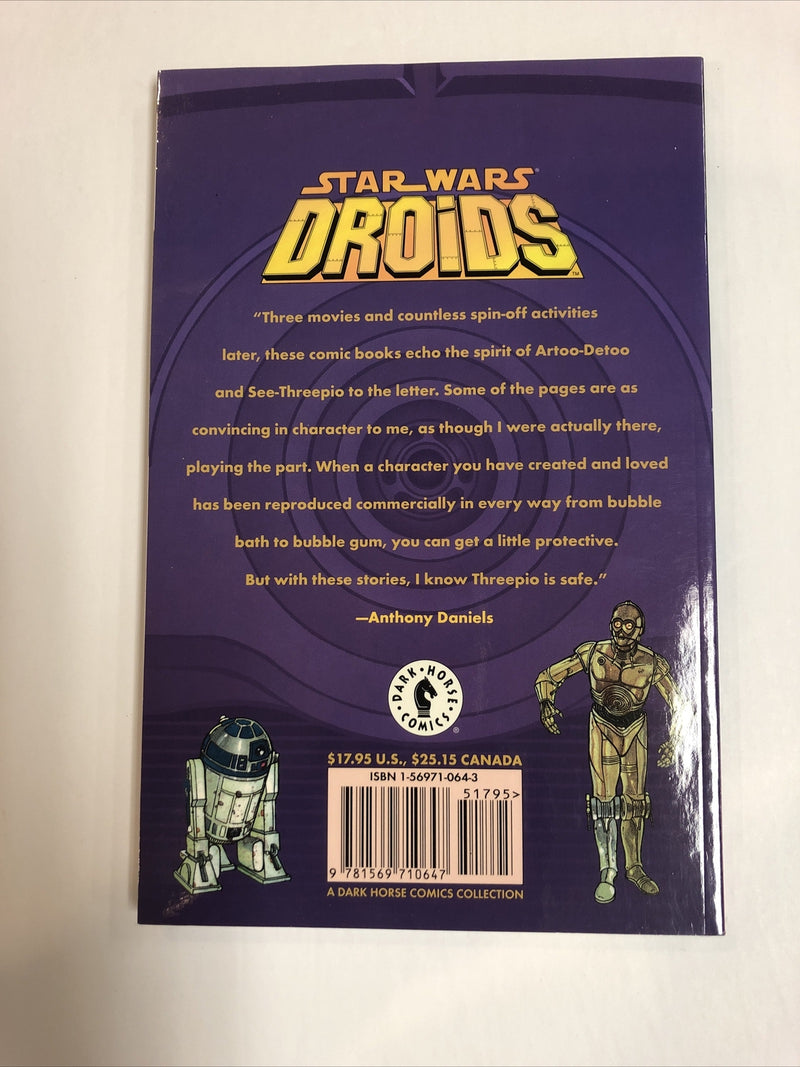 STAR WARS®
DROIDS™
“Three movies and countless spin-off activities
later, these comic books echo the spirit of Artoo-Detoo
and See-Threepio to the letter. Some of the pages are as
convincing in character to me, as though I were actually there,
playing the part. When a character you have created and loved
has been reproduced commercially in every way from bubble
bath to bubble gum, you can get a little protective.
But with these stories, I know Threepio is safe.”
—Anthony Daniels
DARK·HORSE
·COMICS·®
$17.95 U.S., $25.15 CANADA
ISBN 1-56971-064-3
51795>
9 781569 710647
A DARK HORSE COMICS COLLECTION